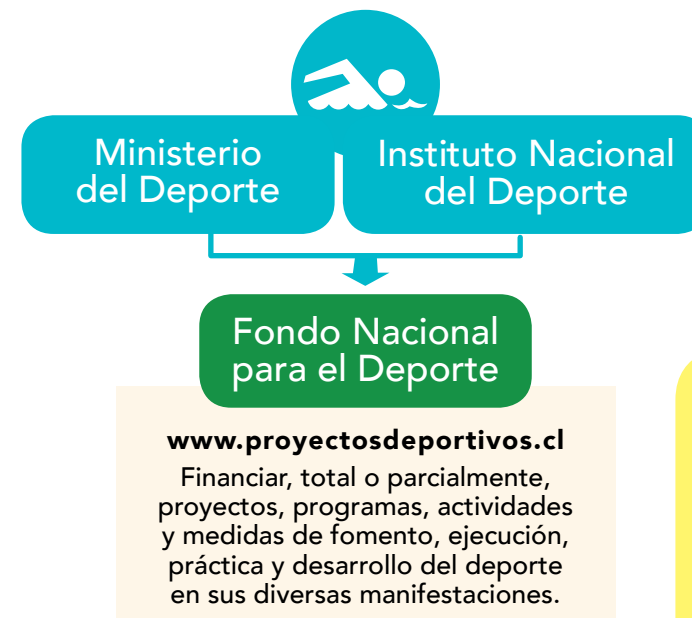 Ministerio
del Deporte
Instituto Nacional
del Deporte
Fondo Nacional
para el Deporte
www.proyectosdeportivos.cl
Financiar, total o parcialmente,
proyectos, programas, actividades
y medidas de fomento, ejecución,
práctica y desarrollo del deporte
en sus diversas manifestaciones.